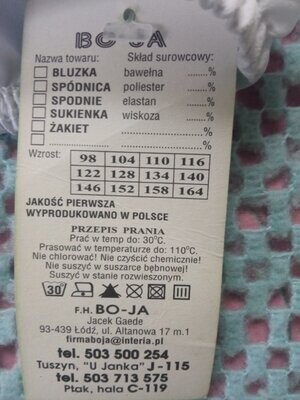 BO-JA
Nazwa towaru: Skład surowcowy:
BLUZKA bawełna ......%
SPÓDNICA poliester ......%
SPODNIE elastan ......%
SUKIENKA wiskoza ......%
ŻAKIET ......................%
......................%
Wzrost:
98 104 110 116
122 128 134 140
146 152 158 164
JAKOŚĆ PIERWSZA
WYPRODUKOWANO W POLSCE
PRZEPIS PRANIA
Prać w temp do: 30°C.
Prasować w temperaturze do: 110°C.
Nie chlorować! Nie czyścić chemicznie!
Nie suszyć w suszarce bębnowej!
Suszyć w stanie rozwieszonym.
30
F.H. BO-JA
Jacek Gaede
93-439 Łódź, ul. Altanowa 17 m.1
firmaboja@interia.pl
tel. 503 500 254
Tuszyn, "U Janka" J-115
tel. 503 713 575
Ptak, hala C-119